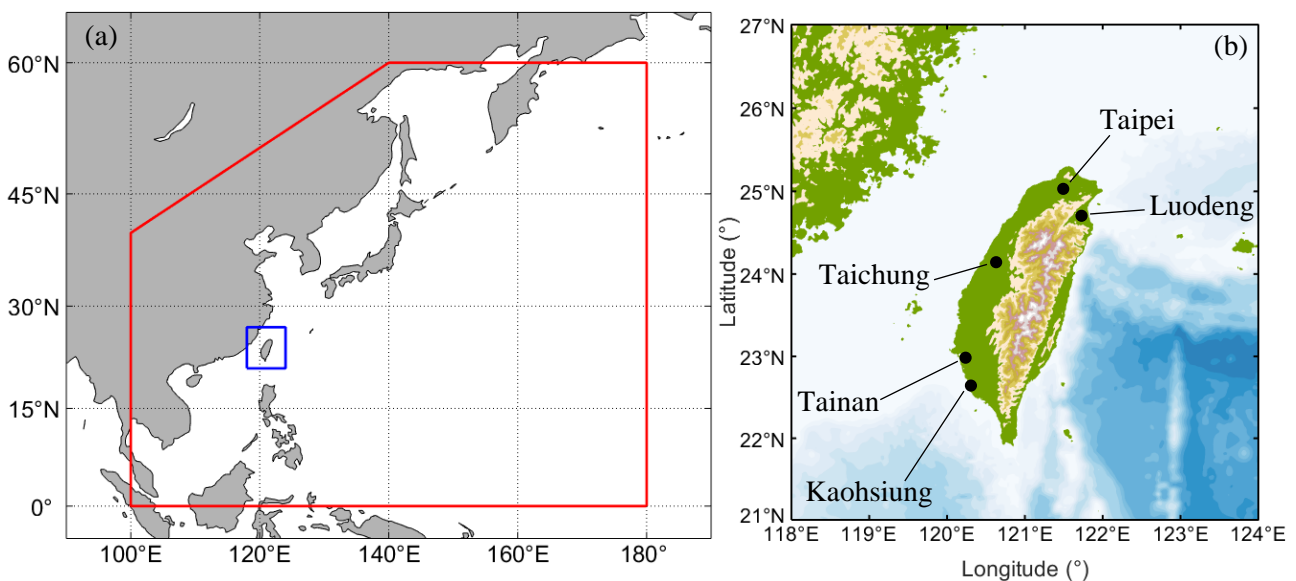 (a)
60°N
45°N
30°N
15°N
0°
100°E
120°E
140°E
160°E
180°
(b)
27°N
26°N
25°N
24°N
23°N
22°N
21°N
Latitude (°)
Taipei
Luodeng
Taichung
Tainan
Kaohsiung
118°E
119°E
120°E
121°E
122°E
123°E
124°E
Longitude (°)